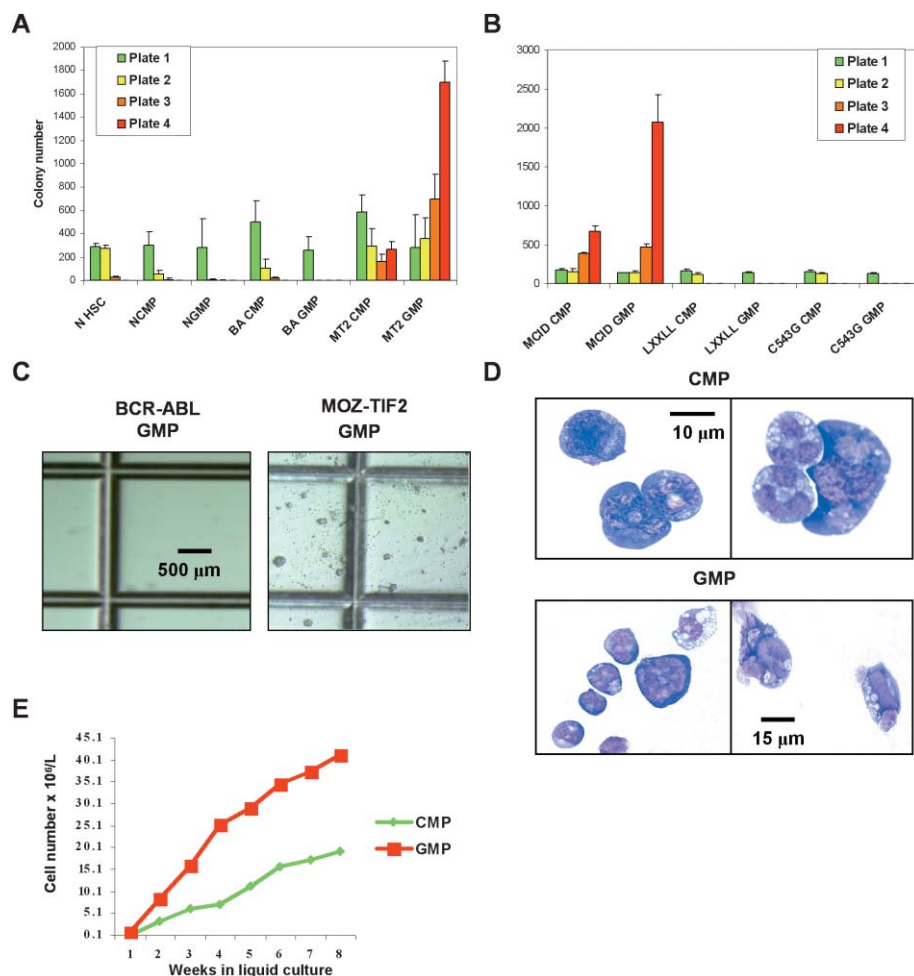 A
2000
1800
1600
1400
1200
1000
800
600
400
200
0
Colony number
Plate 1
Plate 2
Plate 3
Plate 4
N HSC
NCMP
NGMP
BA CMP
BA GMP
MT2 CMP
MT2 GMP
B
3000
2500
2000
1500
1000
500
0
Plate 1
Plate 2
Plate 3
Plate 4
MCID CMP
MCID GMP
LXXLL CMP
LXXLL GMP
C543G CMP
C543G GMP
C
BCR-ABL
GMP
MOZ-TIF2
GMP
500 μm
D
CMP
10 μm
GMP
15 μm
E
45.1
40.1
35.1
30.1
25.1
20.1
15.1
10.1
5.1
0.1
Cell number x 10⁶/L
CMP
GMP
1 2 3 4 5 6 7 8
Weeks in liquid culture